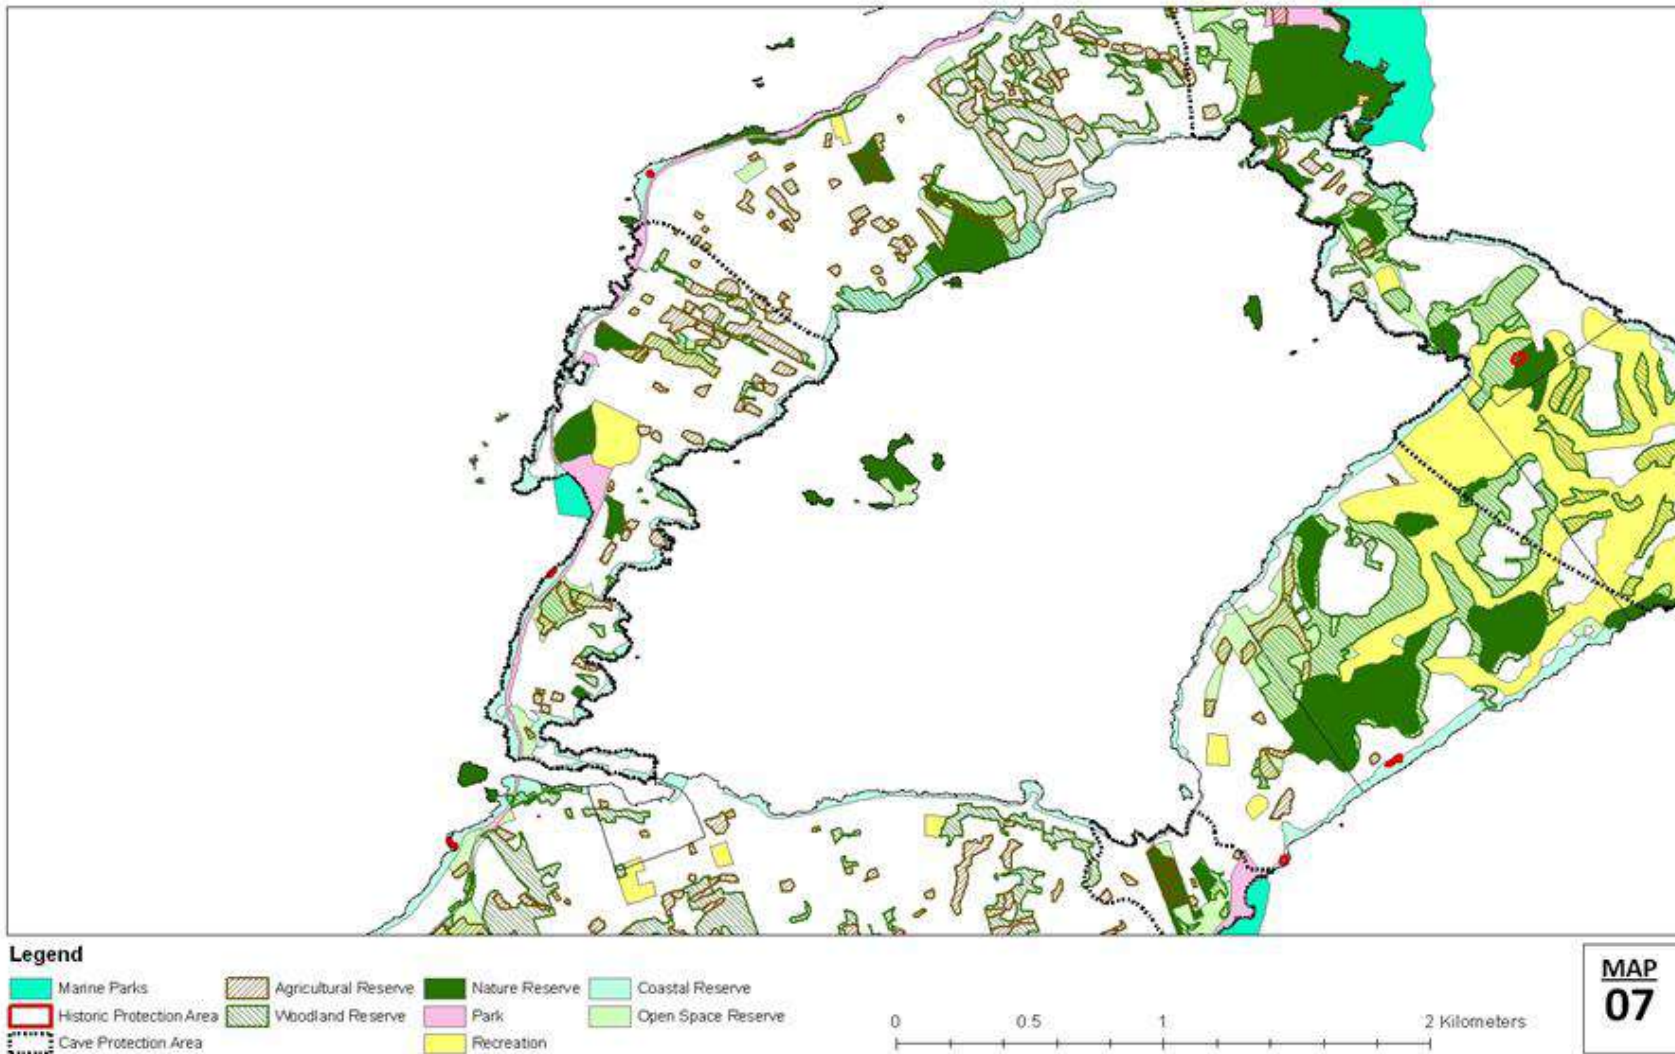 Legend
Marine Parks
Agricultural Reserve
Nature Reserve
Coastal Reserve
Historic Protection Area
Woodland Reserve
Park
Open Space Reserve
Cave Protection Area
Recreation
0 0.5 1 2 Kilometers
MAP
07